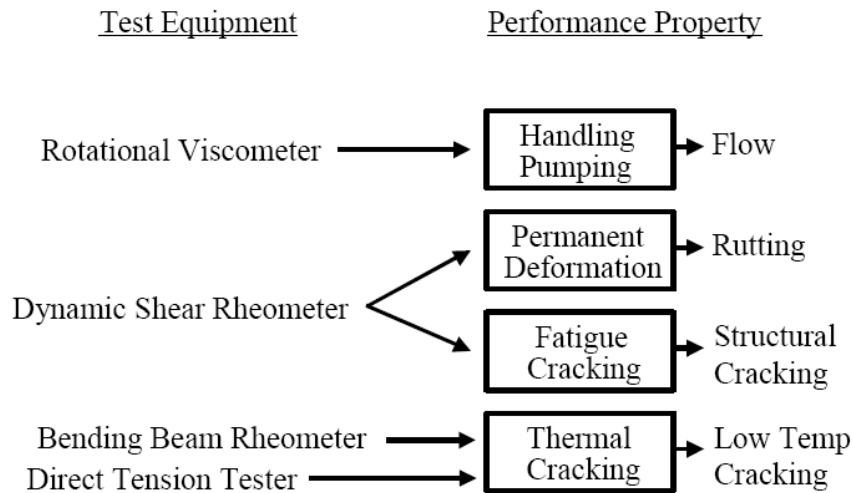 Test Equipment Performance Property
Rotational Viscometer Handling Pumping Flow
Dynamic Shear Rheometer Permanent Deformation Rutting
Fatigue Cracking Structural Cracking
Bending Beam Rheometer Thermal Cracking Low Temp Cracking
Direct Tension Tester